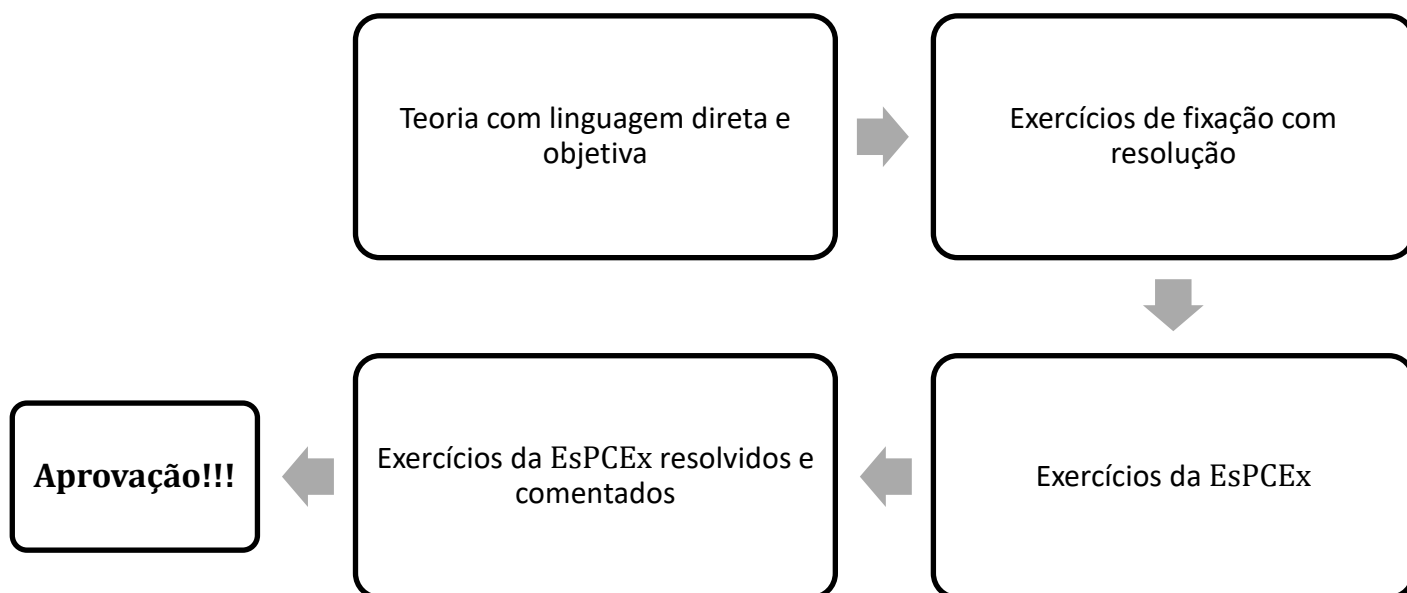 Teoria com linguagem direta e
objetiva
Exercícios de fixação com
resolução
Exercícios da EsPCEx
Exercícios da EsPCEx resolvidos e
comentados
Aprovação!!!